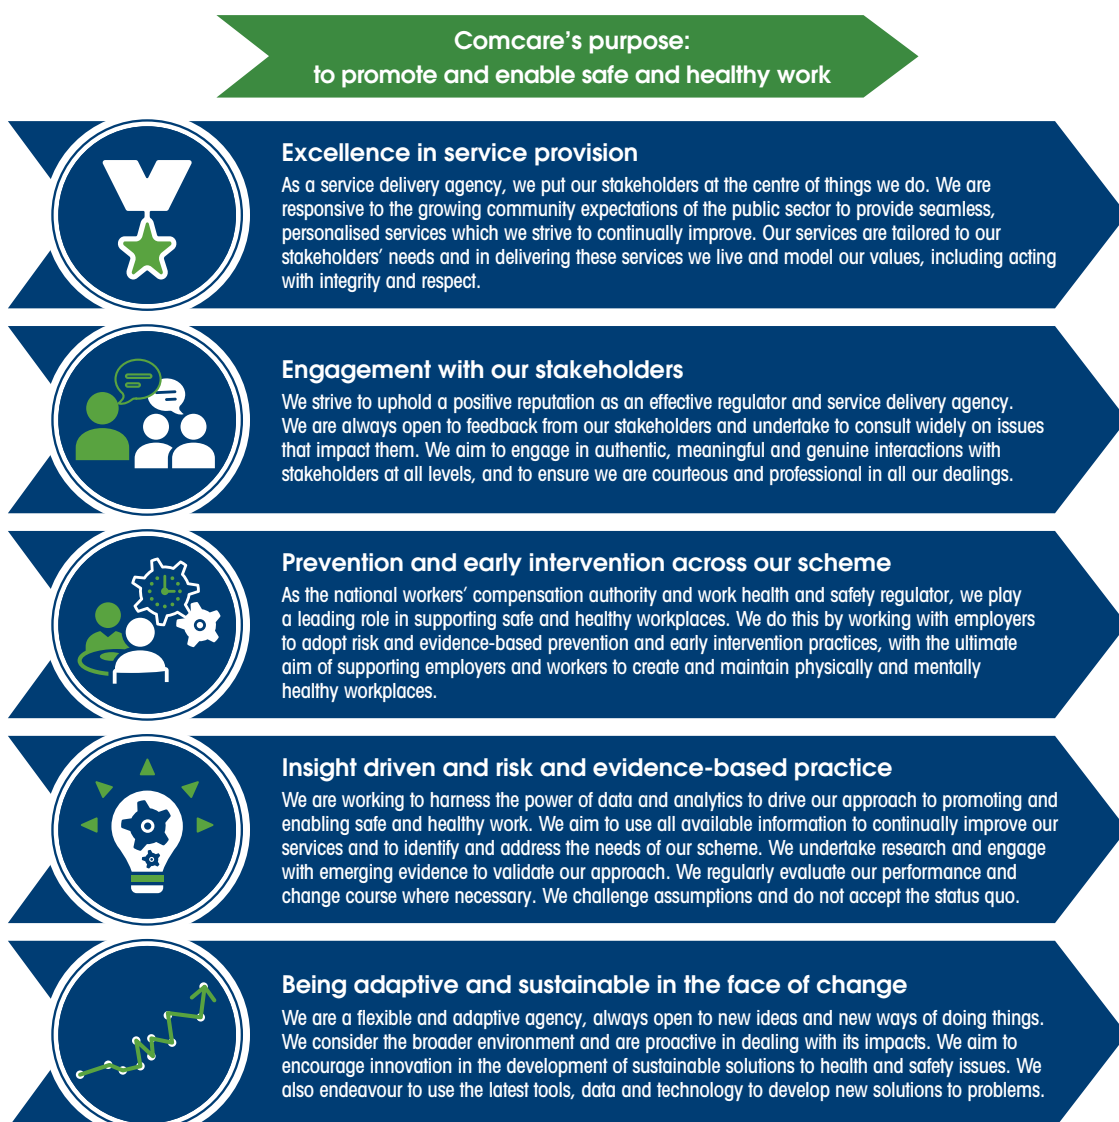 Comcare's purpose:
to promote and enable safe and healthy work
Excellence in service provision
As a service delivery agency, we put our stakeholders at the centre of things we do. We are
responsive to the growing community expectations of the public sector to provide seamless,
personalised services which we strive to continually improve. Our services are tailored to our
stakeholders' needs and in delivering these services we live and model our values, including acting
with integrity and respect.
Engagement with our stakeholders
We strive to uphold a positive reputation as an effective regulator and service delivery agency.
We are always open to feedback from our stakeholders and undertake to consult widely on issues
that impact them. We aim to engage in authentic, meaningful and genuine interactions with
stakeholders at all levels, and to ensure we are courteous and professional in all our dealings.
Prevention and early intervention across our scheme
As the national workers' compensation authority and work health and safety regulator, we play
a leading role in supporting safe and healthy workplaces. We do this by working with employers
to adopt risk and evidence-based prevention and early intervention practices, with the ultimate
aim of supporting employers and workers to create and maintain physically and mentally
healthy workplaces.
Insight driven and risk and evidence-based practice
We are working to harness the power of data and analytics to drive our approach to promoting and
enabling safe and healthy work. We aim to use all available information to continually improve our
services and to identify and address the needs of our scheme. We undertake research and engage
with emerging evidence to validate our approach. We regularly evaluate our performance and
change course where necessary. We challenge assumptions and do not accept the status quo.
Being adaptive and sustainable in the face of change
We are a flexible and adaptive agency, always open to new ideas and new ways of doing things.
We consider the broader environment and are proactive in dealing with its impacts. We aim to
encourage innovation in the development of sustainable solutions to health and safety issues. We
also endeavour to use the latest tools, data and technology to develop new solutions to problems.